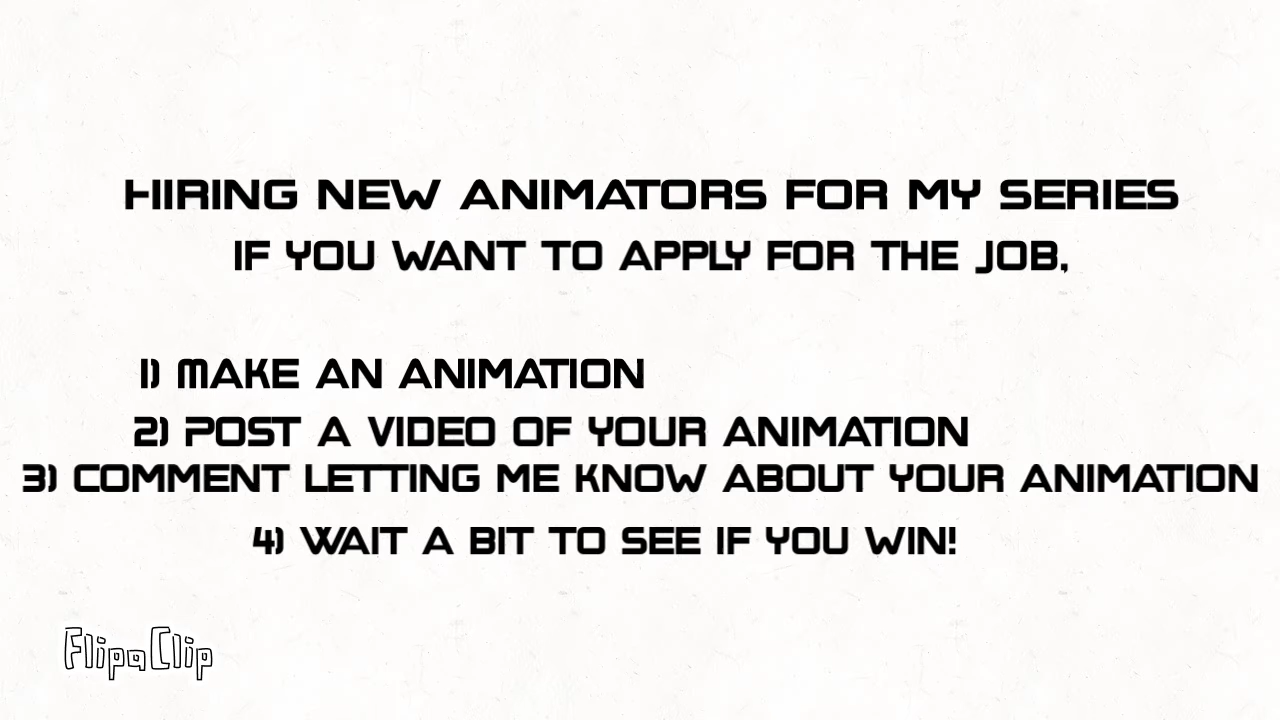 HIRING NEW ANIMATORS FOR MY SERIES
IF YOU WANT TO APPLY FOR THE JOB,
1) MAKE AN ANIMATION
2) POST A VIDEO OF YOUR ANIMATION
3) COMMENT LETTING ME KNOW ABOUT YOUR ANIMATION
4) WAIT A BIT TO SEE IF YOU WIN!
FlipaClip